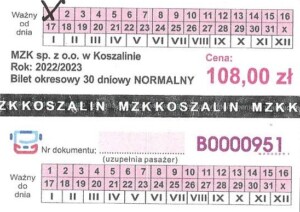 Ważny od dnia
1 2 3 4 5 6 7 8 9 10 11 12 13 14 15 16
17 18 19 20 21 22 23 24 25 26 27 28 29 30 31
I II III IV V VI VII VIII IX X XI XII
MZK sp. z o.o. w Koszalinie
Rok: 2022/2023
Bilet okresowy 30 dniowy NORMALNY
Cena:
108,00 zł
ZKKOSZALIN MZKKOSZALIN MZKK
B0000951
Nr dokumentu:
(uzupełnia pasażer)
Ważny do dnia
1 2 3 4 5 6 7 8 9 10 11 12 13 14 15 16
17 18 19 20 21 22 23 24 25 26 27 28 29 30 31
I II III IV V VI VII VIII IX X XI XII